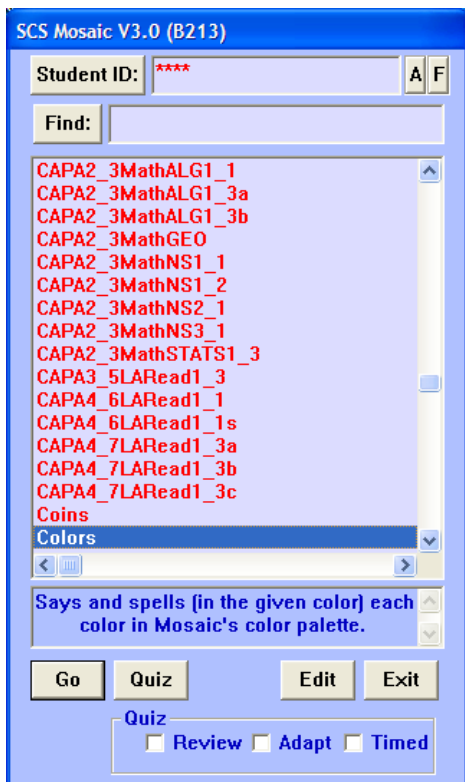 SCS Mosaic V3.0 (B213)
Student ID: **** A F
Find:
CAPA2_3MathALG1_1
CAPA2_3MathALG1_3a
CAPA2_3MathALG1_3b
CAPA2_3MathGEO
CAPA2_3MathNS1_1
CAPA2_3MathNS1_2
CAPA2_3MathNS2_1
CAPA2_3MathNS3_1
CAPA2_3MathSTATS1_3
CAPA3_5LARead1_3
CAPA4_6LARead1_1
CAPA4_6LARead1_1s
CAPA4_7LARead1_3a
CAPA4_7LARead1_3b
CAPA4_7LARead1_3c
Coins
Colors
Says and spells (in the given color) each
color in Mosaic's color palette.
Go Quiz Edit Exit
Quiz
Review Adapt Timed